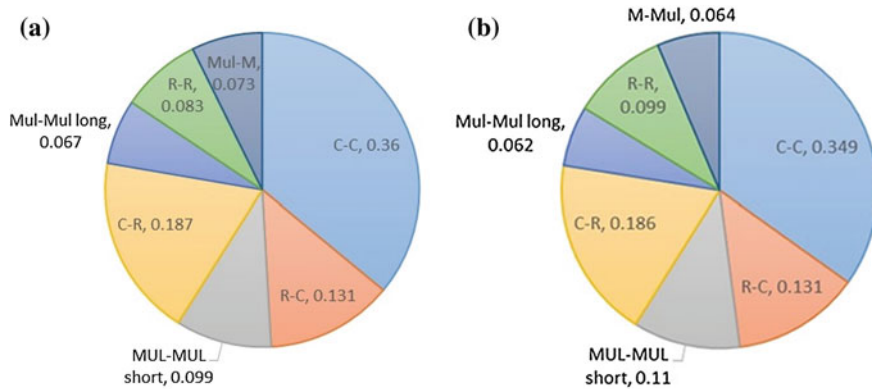 (a)
Mul-M,
0.073
R-R,
0.083
Mul-Mul long,
0.067
C-C, 0.36
C-R, 0.187
R-C, 0.131
MUL-MUL
short, 0.099
(b)
M-Mul, 0.064
R-R,
0.099
Mul-Mul long,
0.062
C-C, 0.349
C-R, 0.186
R-C, 0.131
MUL-MUL
short, 0.11